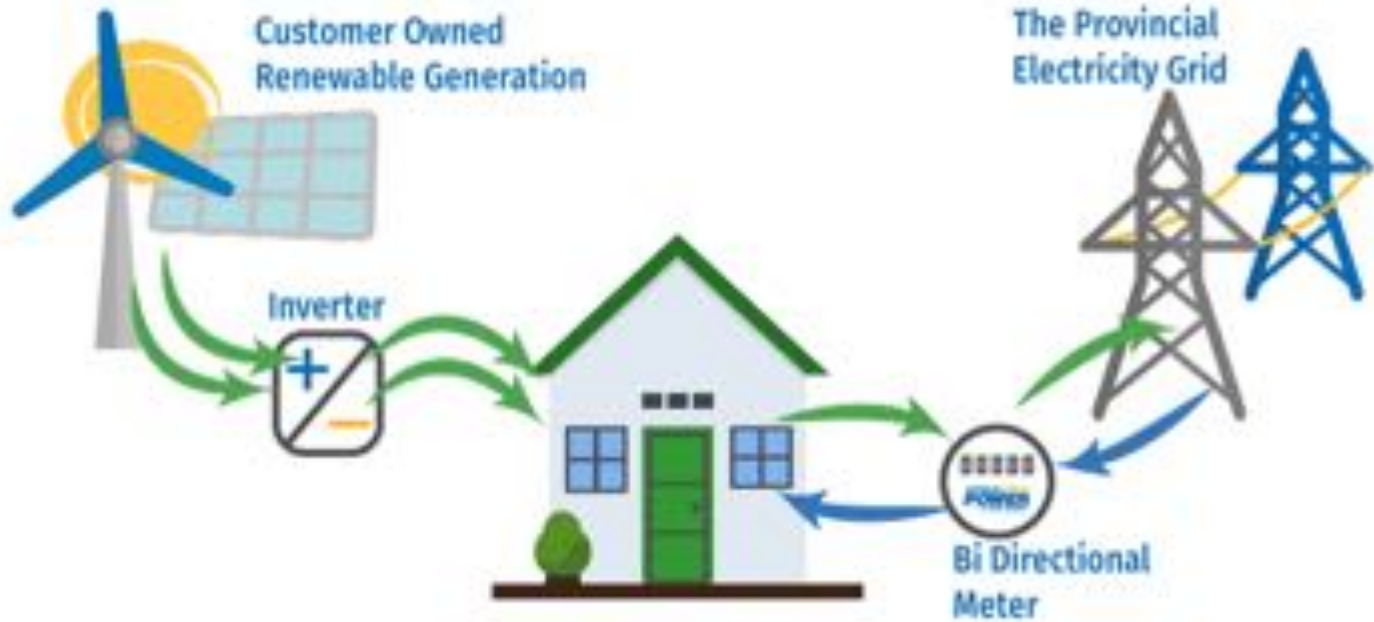 Customer Owned
Renewable Generation
The Provincial
Electricity Grid
Inverter
Bi Directional
Meter